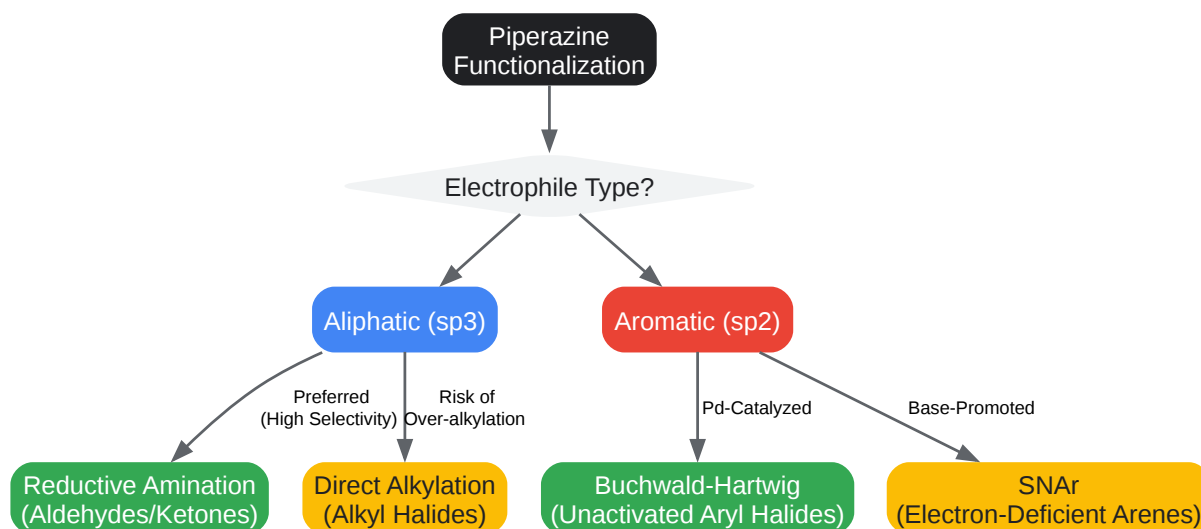 Piperazine
Functionalization
Electrophile Type?
Aliphatic (sp3)
Aromatic (sp2)
Preferred
(High Selectivity)
Risk of
Over-alkylation
Pd-Catalyzed
Base-Promoted
Reductive Amination
(Aldehydes/Ketones)
Direct Alkylation
(Alkyl Halides)
Buchwald-Hartwig
(Unactivated Aryl Halides)
SNAr
(Electron-Deficient Arenes)